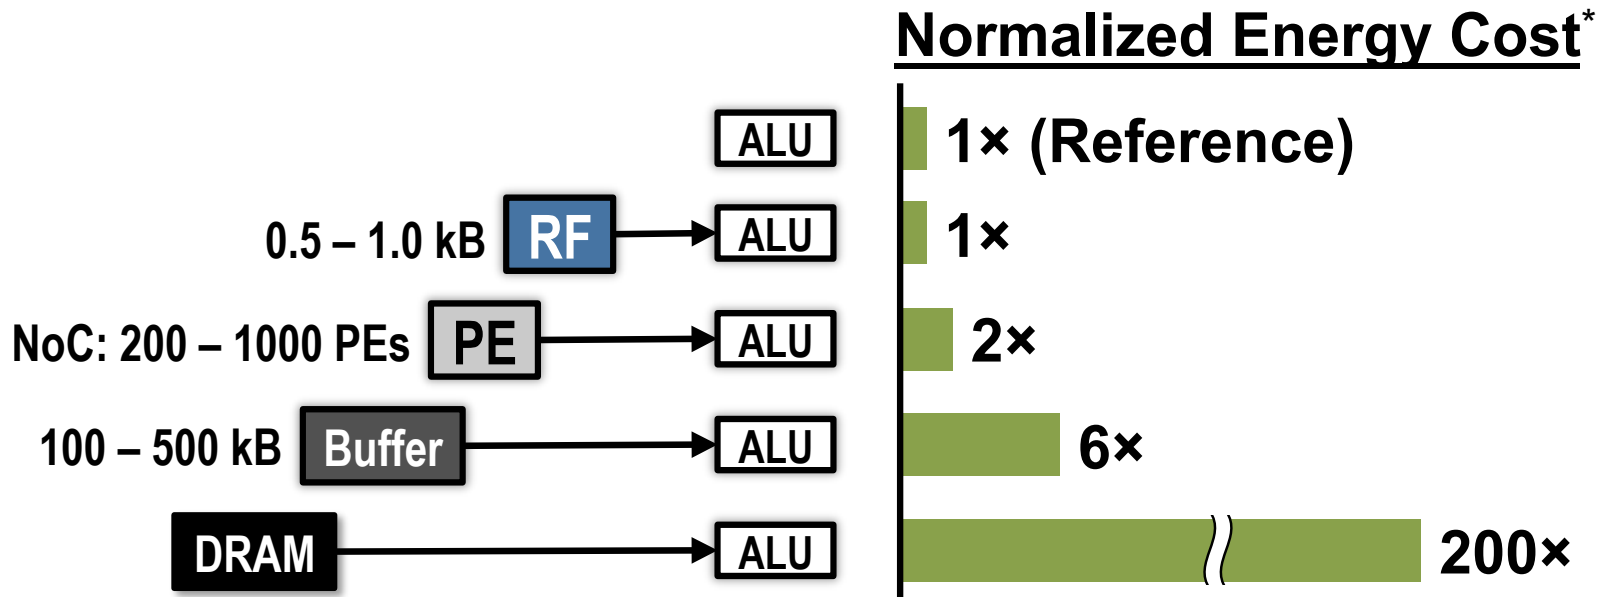 Normalized Energy Cost*
ALU 1× (Reference)
0.5 – 1.0 kB RF ALU 1×
NoC: 200 – 1000 PEs PE ALU 2×
100 – 500 kB Buffer ALU 6×
DRAM ALU 200×